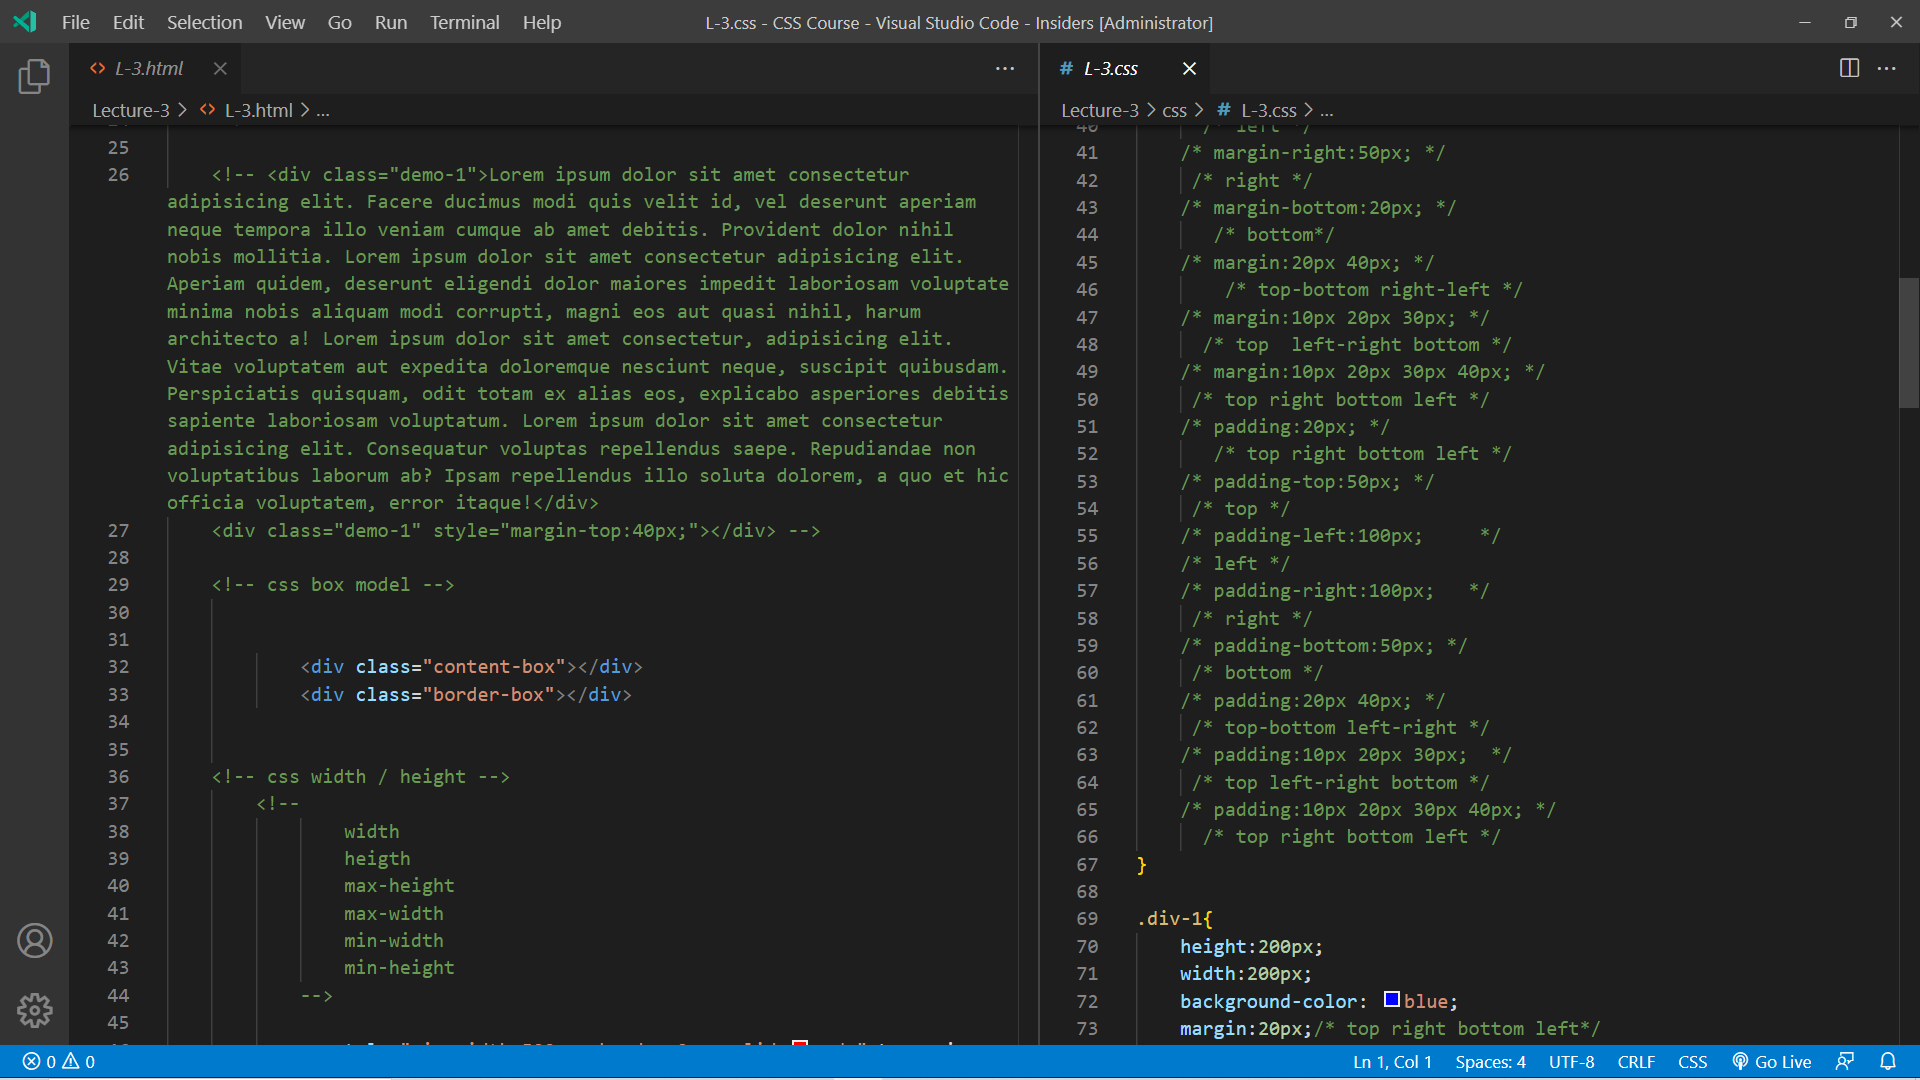 File Edit Selection View Go Run Terminal Help
L-3.css - CSS Course - Visual Studio Code - Insiders [Administrator]
L-3.html
Lecture-3 > L-3.html > ...
25
26 <!-- <div class="demo-1">Lorem ipsum dolor sit amet consectetur
adipisicing elit. Facere ducimus modi quis velit id, vel deserunt aperiam
neque tempora illo veniam cumque ab amet debitis. Provident dolor nihil
nobis mollitia. Lorem ipsum dolor sit amet consectetur adipisicing elit.
Aperiam quidem, deserunt eligendi dolor maiores impedit laboriosam voluptate
minima nobis aliquam modi corrupti, magni eos aut quasi nihil, harum
architecto a! Lorem ipsum dolor sit amet consectetur, adipisicing elit.
Vitae voluptatem aut expedita doloremque nesciunt neque, suscipit quibusdam.
Perspiciatis quisquam, odit totam ex alias eos, explicabo asperiores debitis
sapiente laboriosam voluptatum. Lorem ipsum dolor sit amet consectetur
adipisicing elit. Consequatur voluptas repellendus saepe. Repudiandae non
voluptatibus laborum ab? Ipsam repellendus illo soluta dolorem, a quo et hic
officia voluptatem, error itaque!</div>
27 <div class="demo-1" style="margin-top:40px;"></div> -->
28
29 <!-- css box model -->
30
31
32 <div class="content-box"></div>
33 <div class="border-box"></div>
34
35
36 <!-- css width / height -->
37 <!--
38 width
39 heigth
40 max-height
41 max-width
42 min-width
43 min-height
44 -->
45
# L-3.css
Lecture-3 > css > # L-3.css > ...
40 /* left */
41 /* margin-right:50px; */
42 /* right */
43 /* margin-bottom:20px; */
44 /* bottom*/
45 /* margin:20px 40px; */
46 /* top-bottom right-left */
47 /* margin:10px 20px 30px; */
48 /* top  left-right bottom */
49 /* margin:10px 20px 30px 40px; */
50 /* top right bottom left */
51 /* padding:20px; */
52 /* top right bottom left */
53 /* padding-top:50px; */
54 /* top */
55 /* padding-left:100px;     */
56 /* left */
57 /* padding-right:100px;   */
58 /* right */
59 /* padding-bottom:50px; */
60 /* bottom */
61 /* padding:20px 40px; */
62 /* top-bottom left-right */
63 /* padding:10px 20px 30px;  */
64 /* top left-right bottom */
65 /* padding:10px 20px 30px 40px; */
66 /* top right bottom left */
67 }
68
69 .div-1{
70 height:200px;
71 width:200px;
72 background-color: blue;
73 margin:20px;/* top right bottom left*/
0 0 Ln 1, Col 1 Spaces: 4 UTF-8 CRLF CSS Go Live